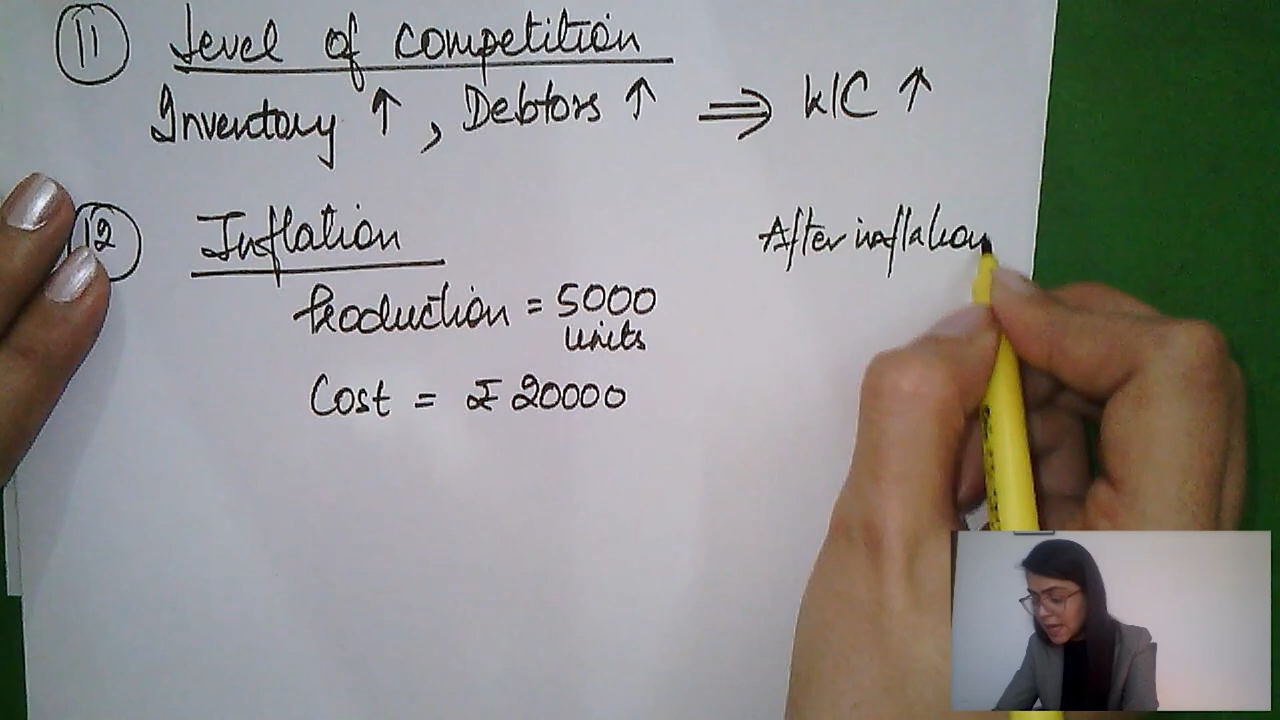 11 Level of competition
Inventory ↑, Debtors ↑ ⇒ W/C ↑
12 Inflation
After inflation
Production = 5000
units
Cost = ₹ 20000